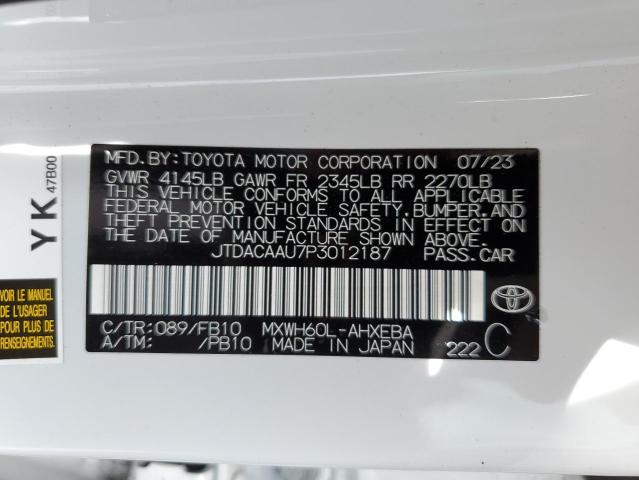 MFD.BY:TOYOTA MOTOR CORPORATION 07/23
GVWR 4145LB GAWR FR 2345LB RR 2270LB
THIS VEHICLE CONFORMS TO ALL APPLICABLE
FEDERAL MOTOR VEHICLE SAFETY, BUMPER, AND
THEFT PREVENTION STANDARDS IN EFFECT ON
THE DATE OF MANUFACTURE SHOWN ABOVE.
JTDACAAU7P3012187 PASS.CAR
C/TR:089/FB10 MXWH60L-AHXEBA
A/TM: /PB10 MADE IN JAPAN 222 C
YK 47B00
VOIR LE MANUEL
DE L'USAGER
POUR PLUS DE
RENSEIGNEMENTS.